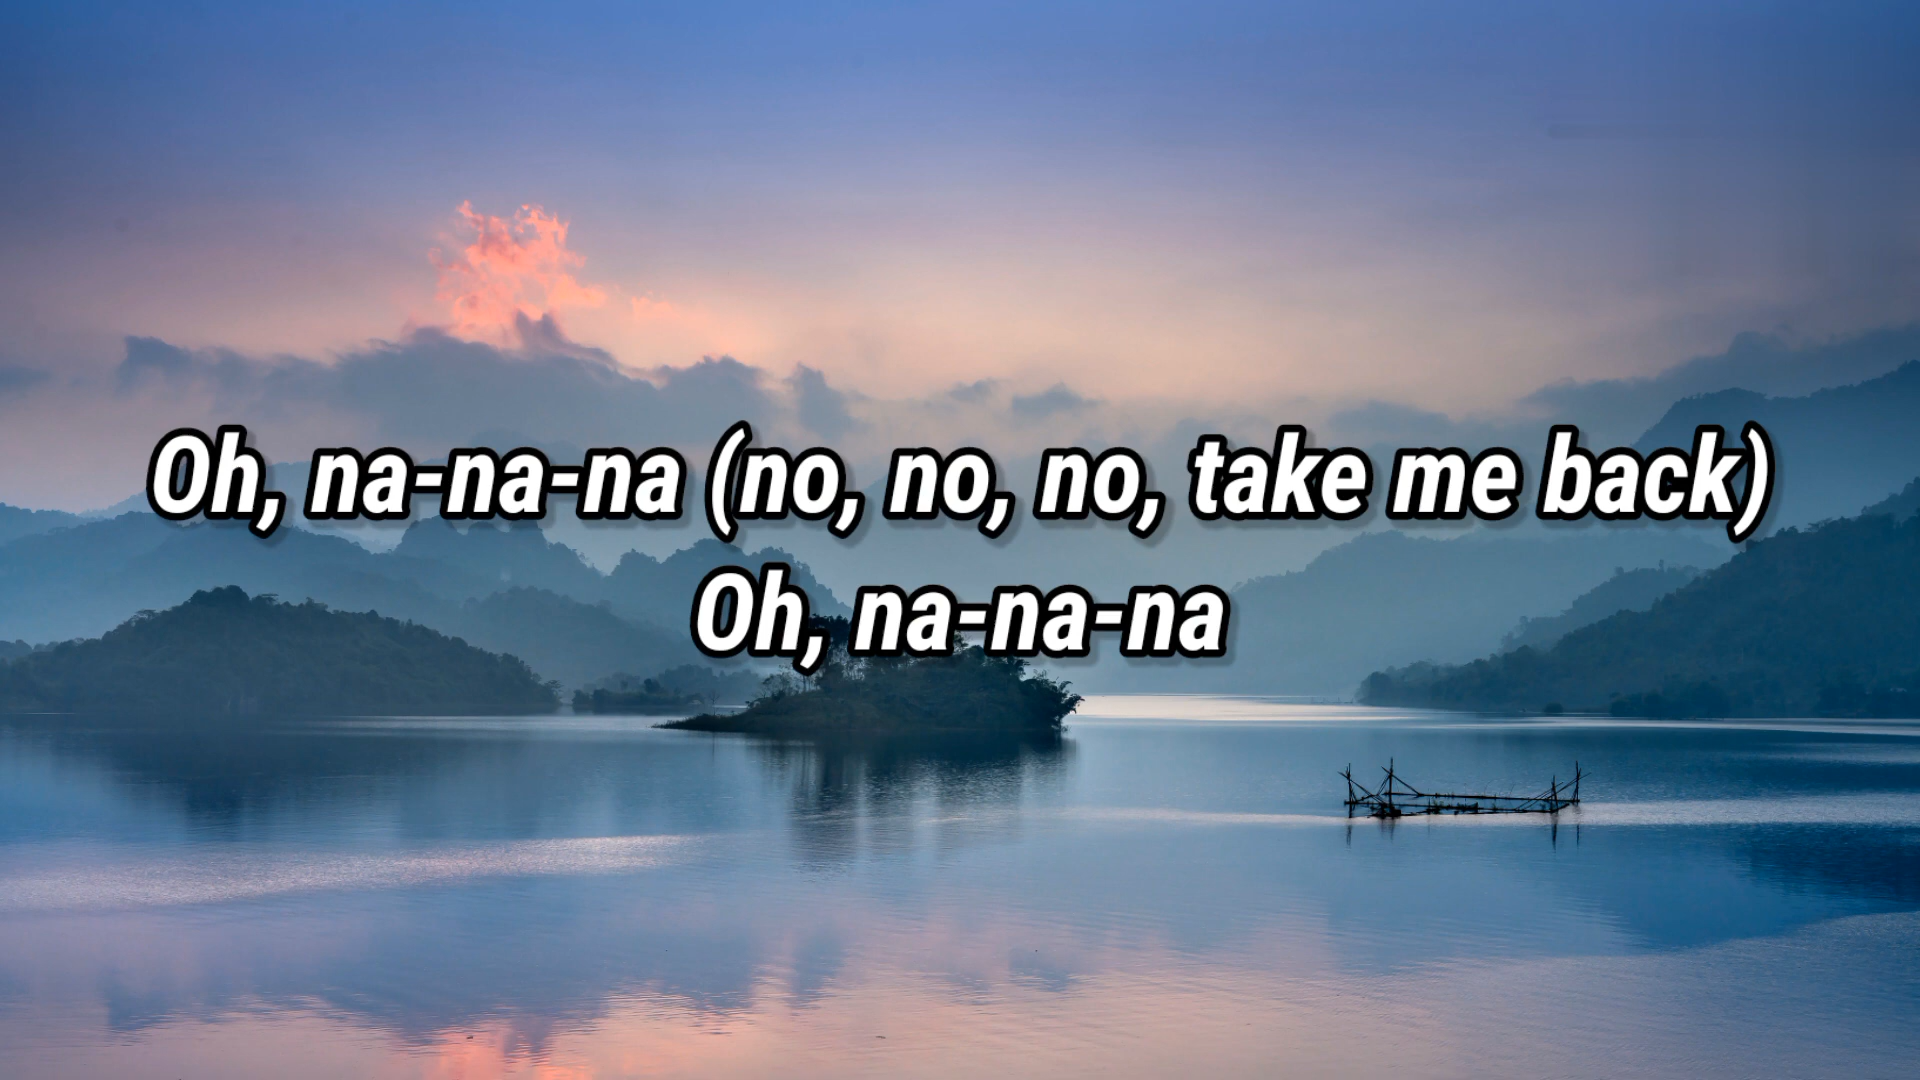 Oh, na-na-na (no, no, no, take me back)
Oh, na-na-na